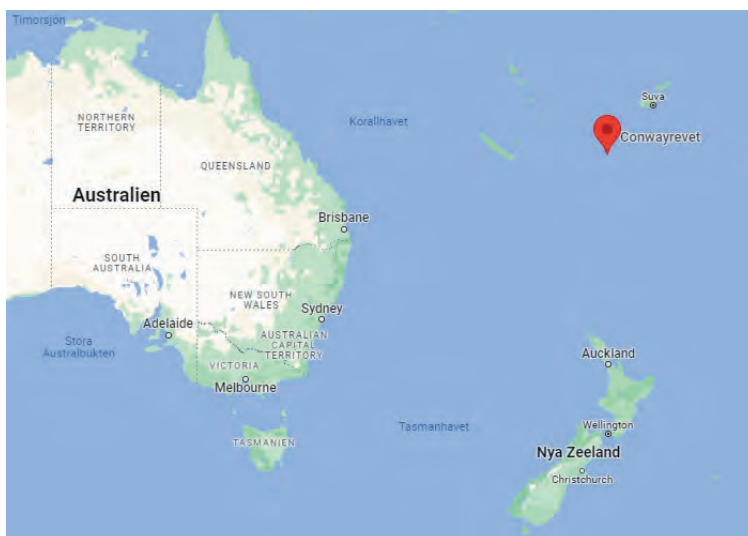 Timorsjön
NORTHERN
TERRITORY
Korallhavet
Suva
Conwayrevet
QUEENSLAND
Australien
Brisbane
SOUTH
AUSTRALIA
NEW SOUTH
WALES
Sydney
Adelaide
Stora
Australbukten
AUSTRALIAN
CAPITAL
TERRITORY
VICTORIA
Melbourne
Auckland
Tasmanhavet
Wellington
TASMANIEN
Nya Zeeland
Christchurch